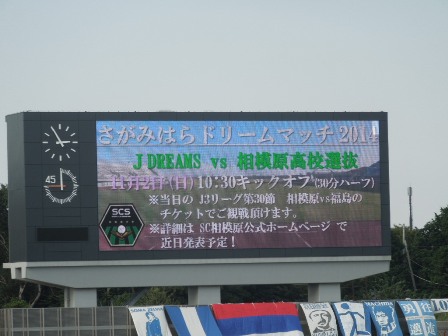 さがみはらドリームマッチ2014
J DREAMS vs 相模原高校選抜
11月2日(日)10:30キックオフ(30分ハーフ)
※当日の J3リーグ第30節 相模原vs福島の
チケットでご観戦頂けます。
※詳細は SC相模原公式ホームページ で
近日発表予定！
SCS
45